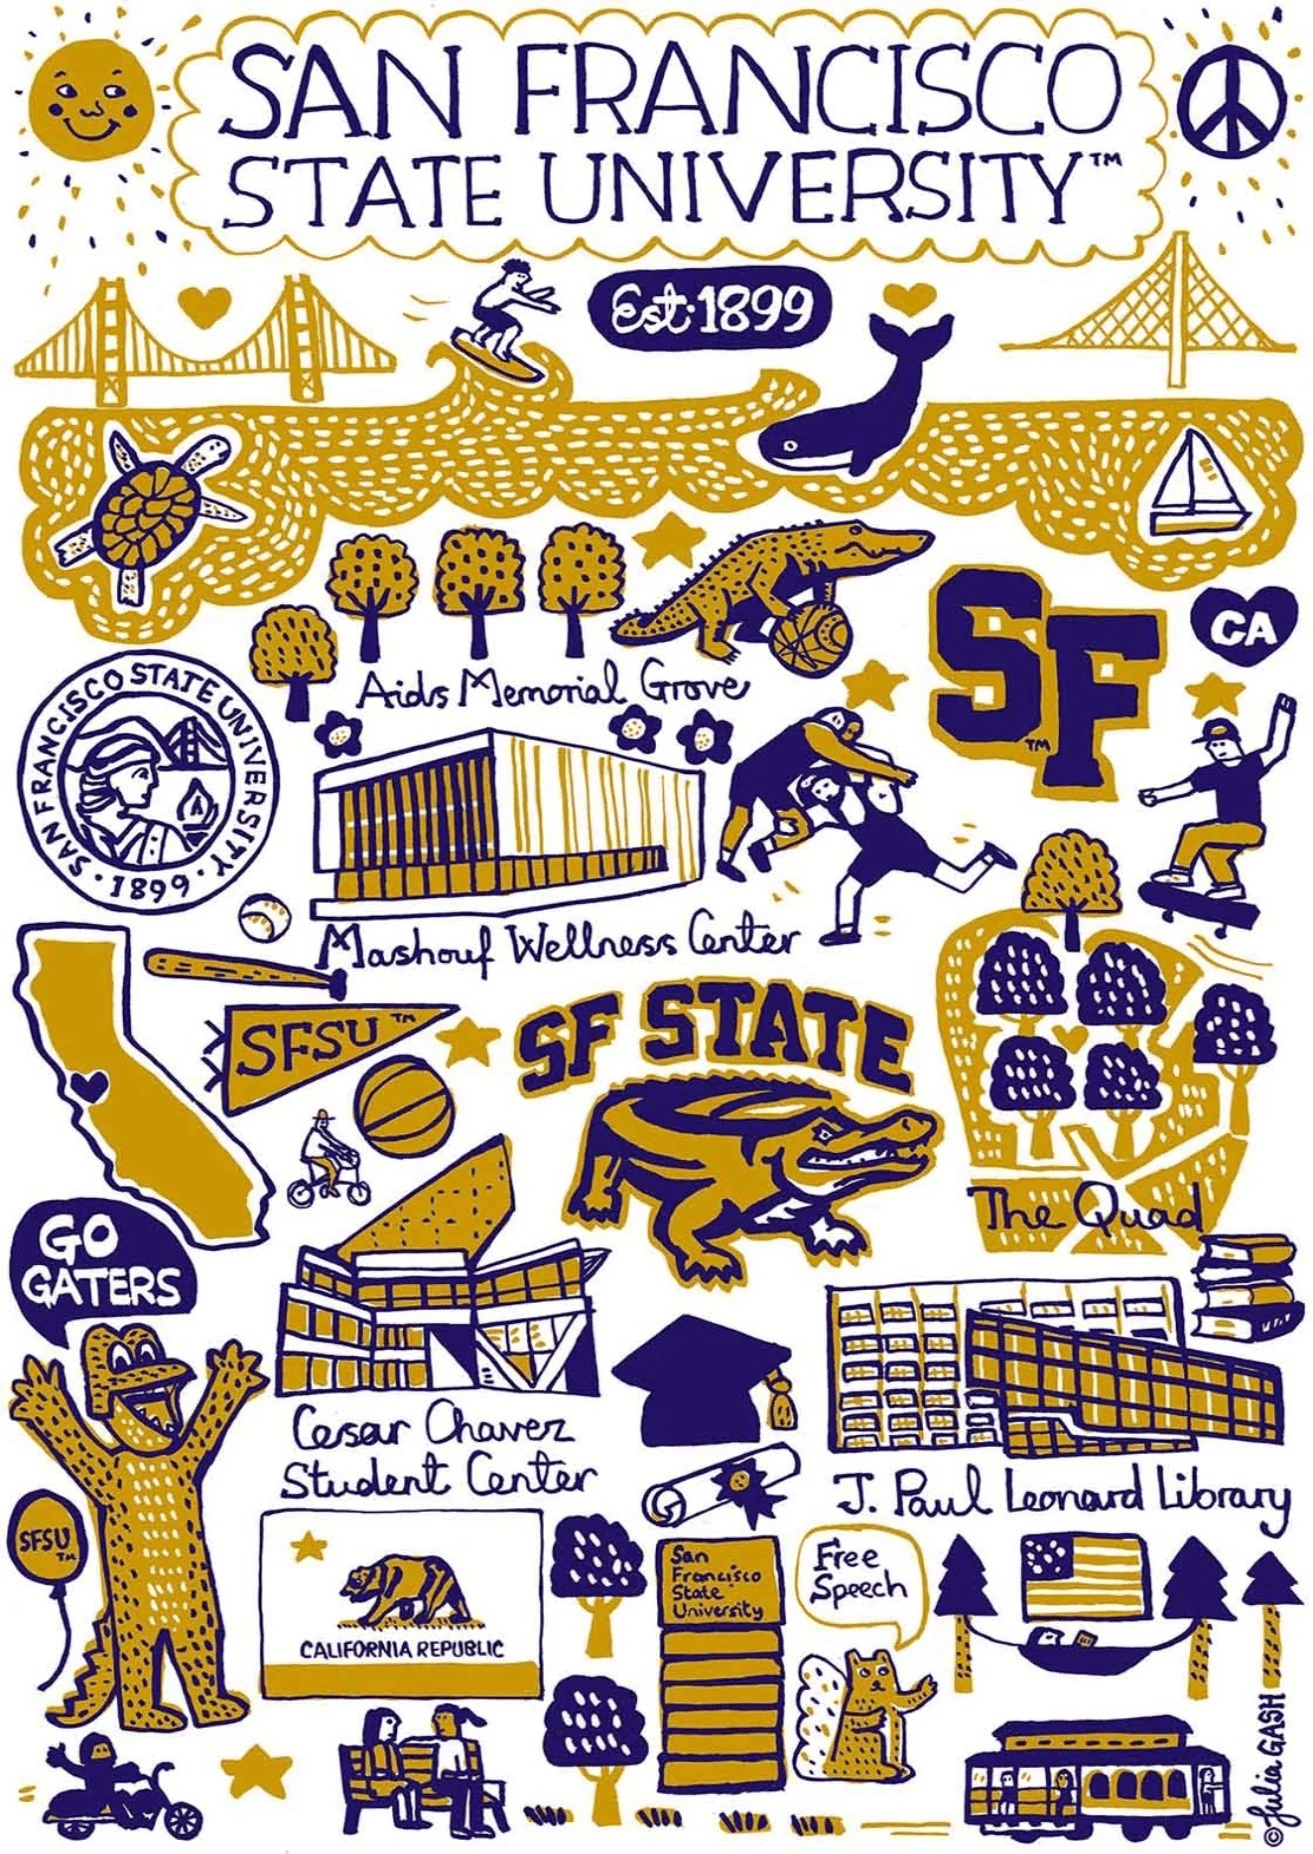 SAN FRANCISCO
STATE UNIVERSITY™
Est. 1899
CA
SF™
Aids Memorial Grove
SAN FRANCISCO STATE UNIVERSITY · 1899 ·
A
Mashouf Wellness Center
SFSU™
SF STATE
The Quad
GO
GATERS
Cesar Chavez
Student Center
J. Paul Leonard Library
SFSU
TM
CALIFORNIA REPUBLIC
San
Francisco
State
University
Free
Speech
©Julia GASH